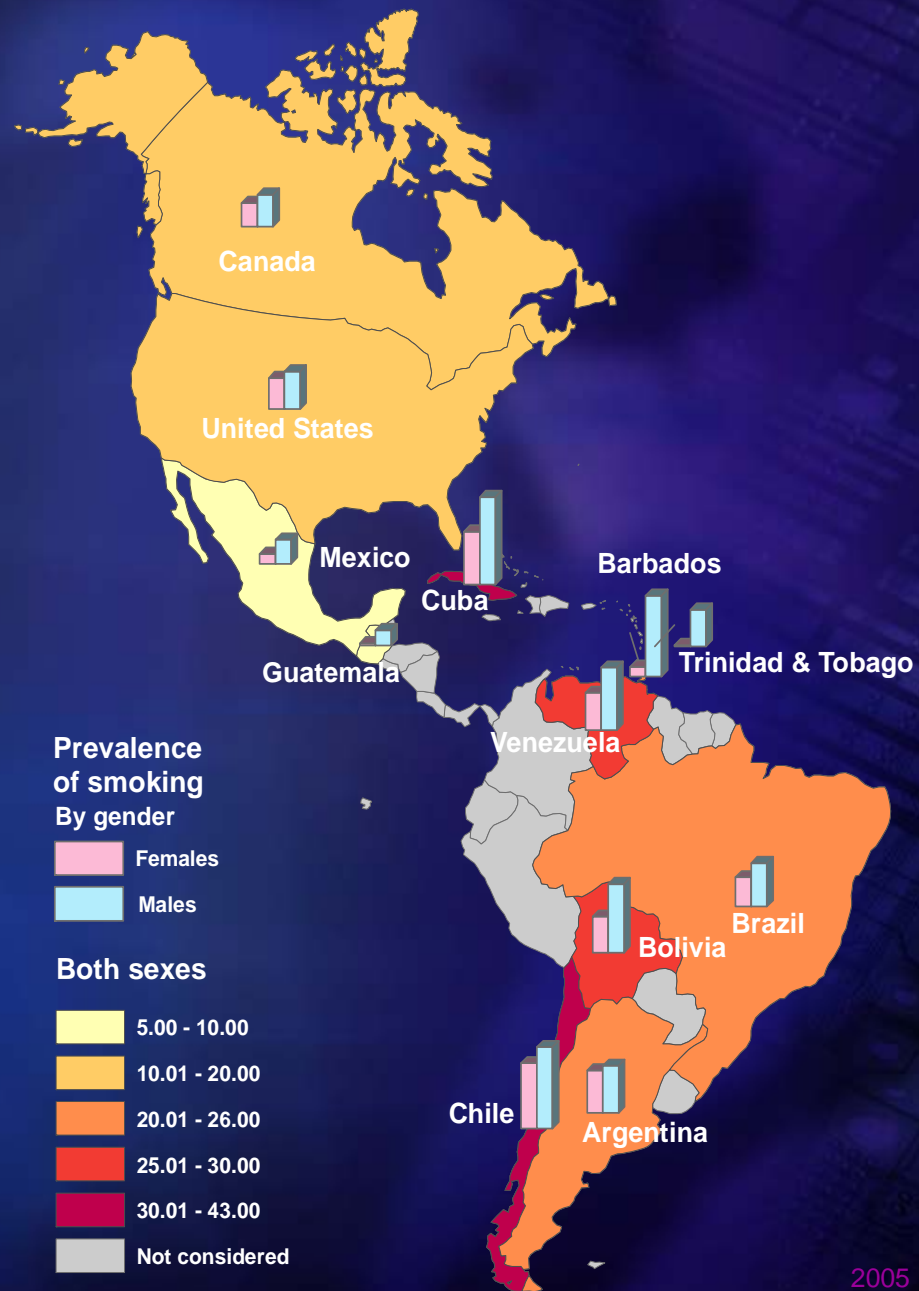 Canada
United States
Mexico
Cuba
Barbados
Guatemala
Trinidad & Tobago
Venezuela
Brazil
Bolivia
Chile
Argentina
Prevalence
of smoking
By gender
Females
Males
Both sexes
5.00 - 10.00
10.01 - 20.00
20.01 - 26.00
25.01 - 30.00
30.01 - 43.00
Not considered
2005